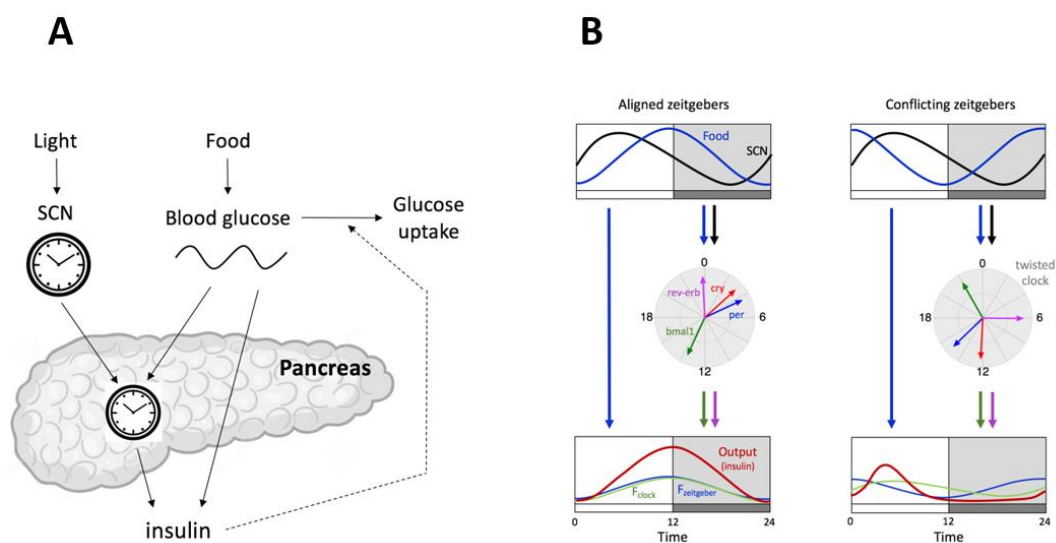 A
Light
Food
SCN
Blood glucose
Glucose
uptake
Pancreas
insulin
B
Aligned zeitgebers
Food
SCN
0
rev-erb
cry
per
18
6
bmal1
12
Output
(insulin)
Fclock
Fzeitgeber
0
12
24
Time
Conflicting zeitgebers
0
twisted
clock
18
6
12
0
12
24
Time